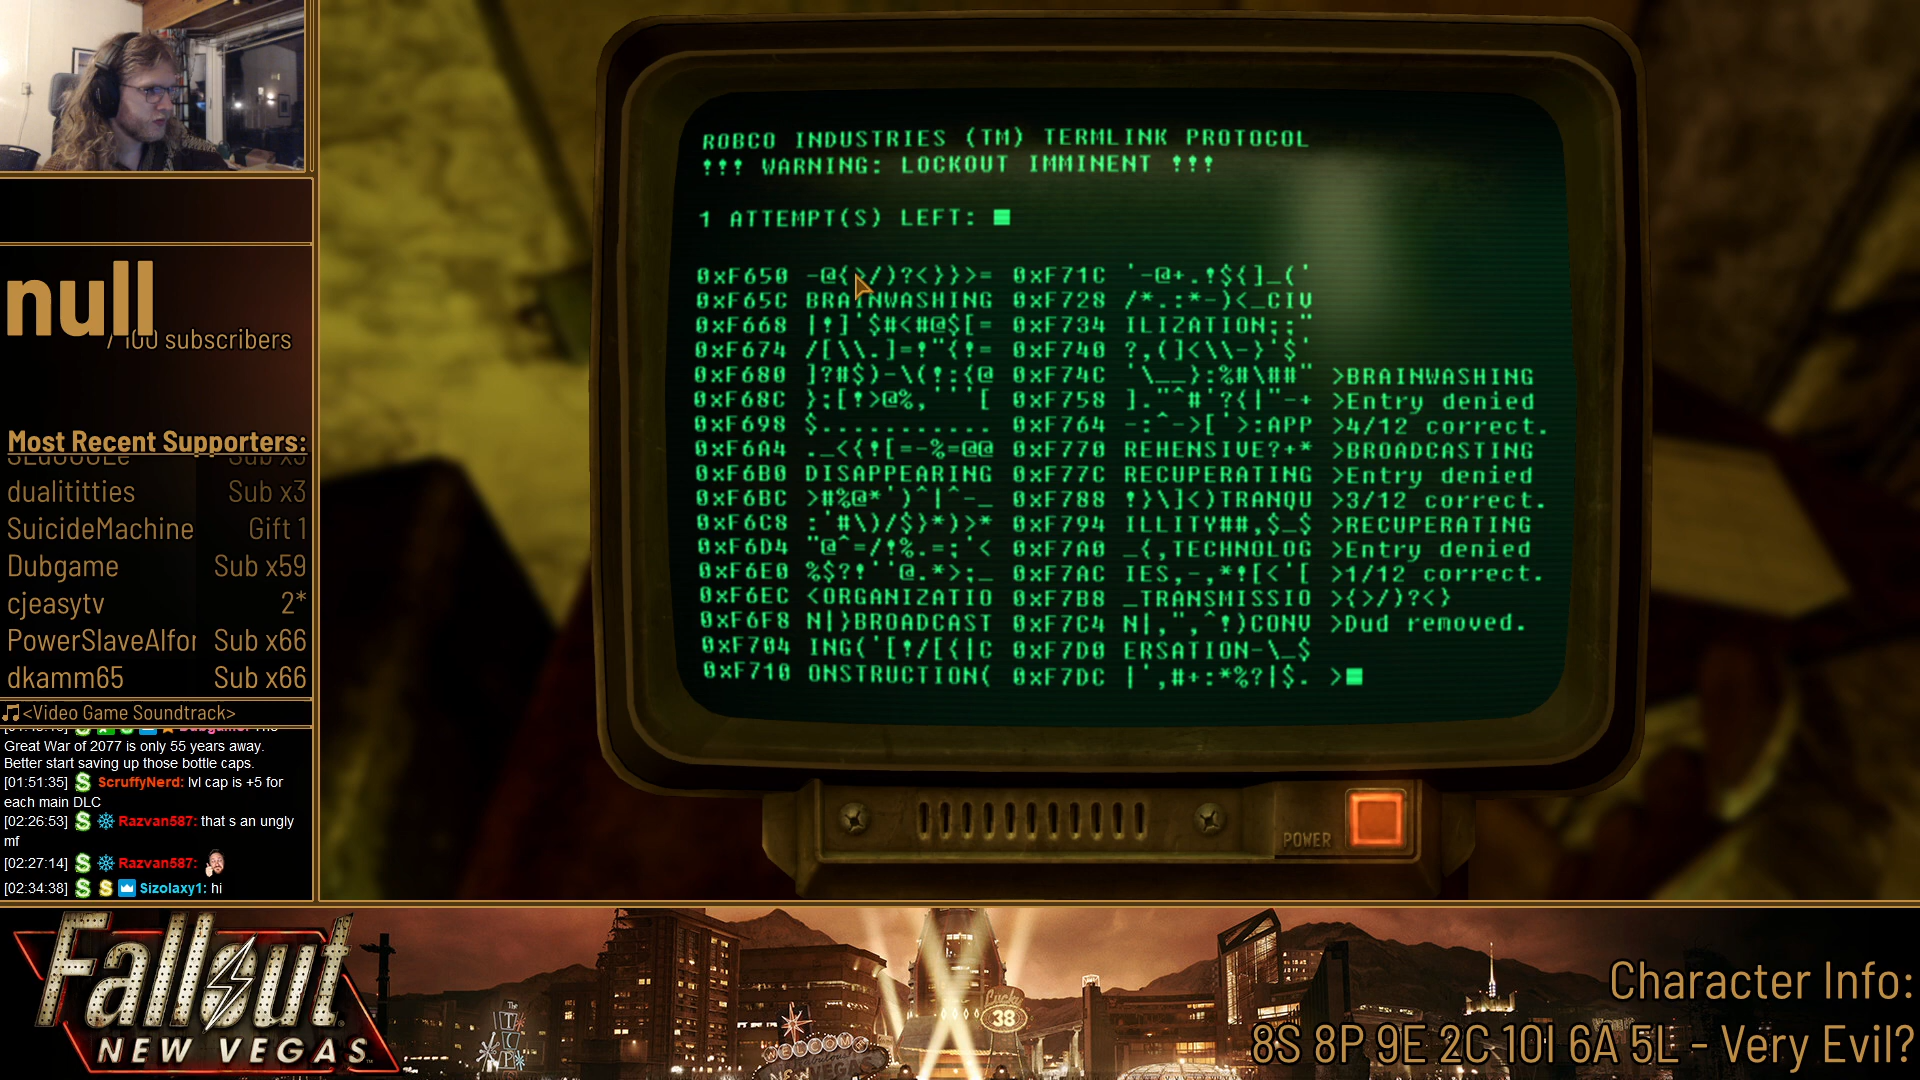 null
/ 100 subscribers
Most Recent Supporters:
dualititties Sub x3
SuicideMachine Gift 1
Dubgame Sub x59
cjeasytv 2*
PowerSlaveAlfor Sub x66
dkamm65 Sub x66
<Video Game Soundtrack>
Great War of 2077 is only 55 years away.
Better start saving up those bottle caps.
[01:51:35] ScruffyNerd: lvl cap is +5 for
each main DLC
[02:26:53] Razvan587: that s an ungly
mf
[02:27:14] Razvan587:
[02:34:38] Sizolaxy1: hi
ROBCO INDUSTRIES (TM) TERMLINK PROTOCOL
!!! WARNING: LOCKOUT IMMINENT !!!
1 ATTEMPT(S) LEFT:
0xF650 -@{>/)?<}}>= 0xF71C '-@+.!${]_('
0xF65C BRAINWASHING 0xF728 /*.:*-)<_CIV
0xF668 |!]'$#<#@$[= 0xF734 ILIZATION;;"
0xF674 /[\\.]=!"{!= 0xF740 ?,(]<\\-}'$'
0xF680 ]?#$)-\(!:{@ 0xF74C '\__}:%#\##" >BRAINWASHING
0xF68C };[!>@%,'''[ 0xF758 ]."^#'?{|"-+ >Entry denied
0xF698 $........... 0xF764 -:^->['>:APP >4/12 correct.
0xF6A4 ._<{![=-%=@@ 0xF770 REHENSIVE?+* >BROADCASTING
0xF6B0 DISAPPEARING 0xF77C RECUPERATING >Entry denied
0xF6BC >#%@*')^|^-_ 0xF788 !}\]<)TRANQU >3/12 correct.
0xF6C8 :'#\)/$}*)>* 0xF794 ILLITY##,$_$ >RECUPERATING
0xF6D4 "@^=/!%.=;'< 0xF7A0 _{,TECHNOLOG >Entry denied
0xF6E0 %$?!''@.*>;_ 0xF7AC IES,-,*![<'[ >1/12 correct.
0xF6EC <ORGANIZATIO 0xF7B8 _TRANSMISSIO >{>/)?<}
0xF6F8 N|}BROADCAST 0xF7C4 N|,",^!)CONV >Dud removed.
0xF704 ING('[!/[{|C 0xF7D0 ERSATION-\_$
0xF710 ONSTRUCTION( 0xF7DC |',#+:*%?|$. >
POWER
Fallout
NEW VEGAS
The
TOPS
WELCOME
Lucky
38
Character Info:
8S 8P 9E 2C 10I 6A 5L - Very Evil?